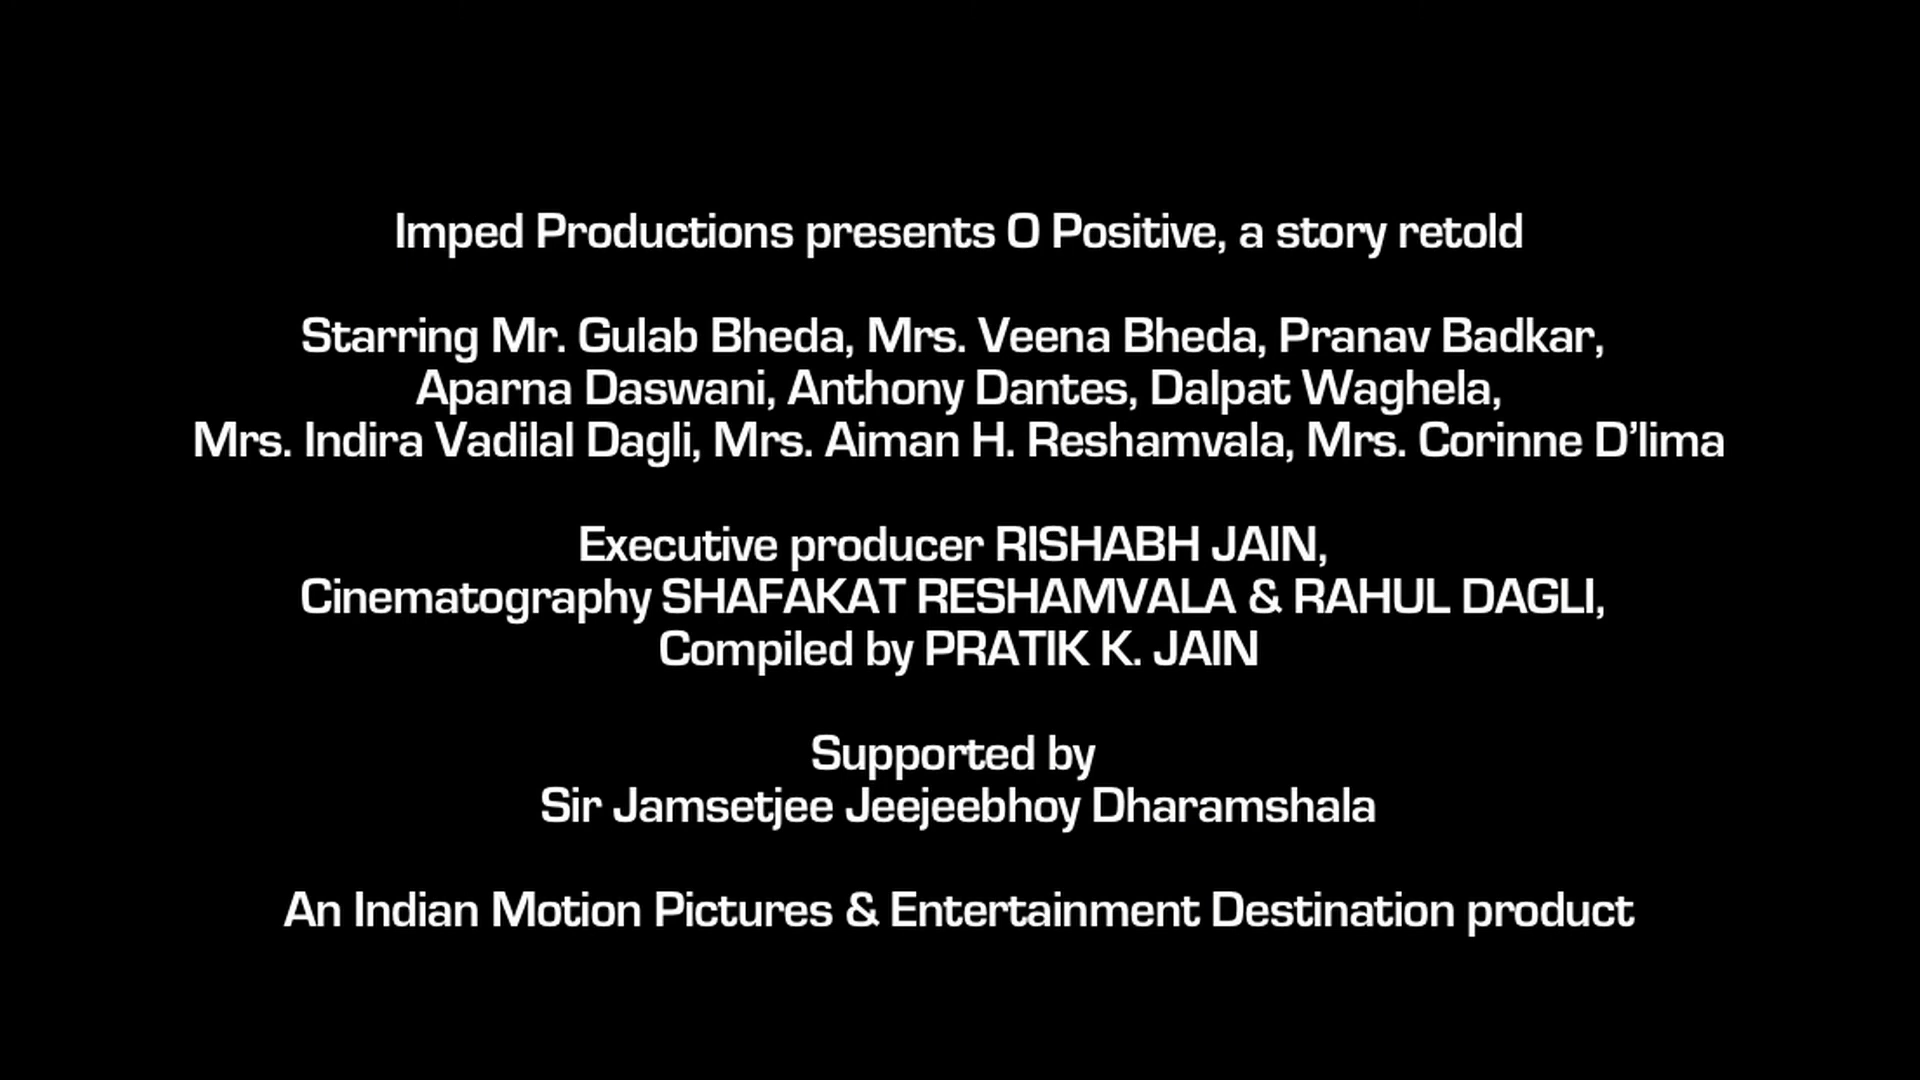 Imped Productions presents O Positive, a story retold
Starring Mr. Gulab Bheda, Mrs. Veena Bheda, Pranav Badkar,
Aparna Daswani, Anthony Dantes, Dalpat Waghela,
Mrs. Indira Vadilal Dagli, Mrs. Aiman H. Reshamvala, Mrs. Corinne D’lima
Executive producer RISHABH JAIN,
Cinematography SHAFAKAT RESHAMVALA & RAHUL DAGLI,
Compiled by PRATIK K. JAIN
Supported by
Sir Jamsetjee Jeejeebhoy Dharamshala
An Indian Motion Pictures & Entertainment Destination product